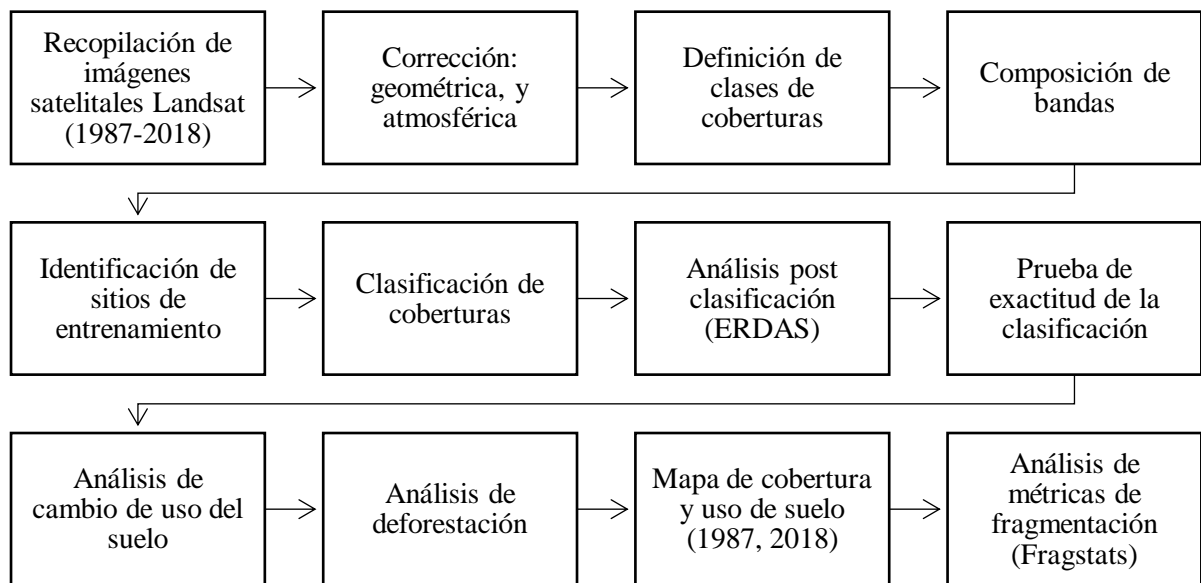 Recopilación de
imágenes
satelitales Landsat
(1987-2018)
Corrección:
geométrica, y
atmosférica
Definición de
clases de
coberturas
Composición de
bandas
Identificación de
sitios de
entrenamiento
Clasificación de
coberturas
Análisis post
clasificación
(ERDAS)
Prueba de
exactitud de la
clasificación
Análisis de
cambio de uso del
suelo
Análisis de
deforestación
Mapa de cobertura
y uso de suelo
(1987, 2018)
Análisis de
métricas de
fragmentación
(Fragstats)